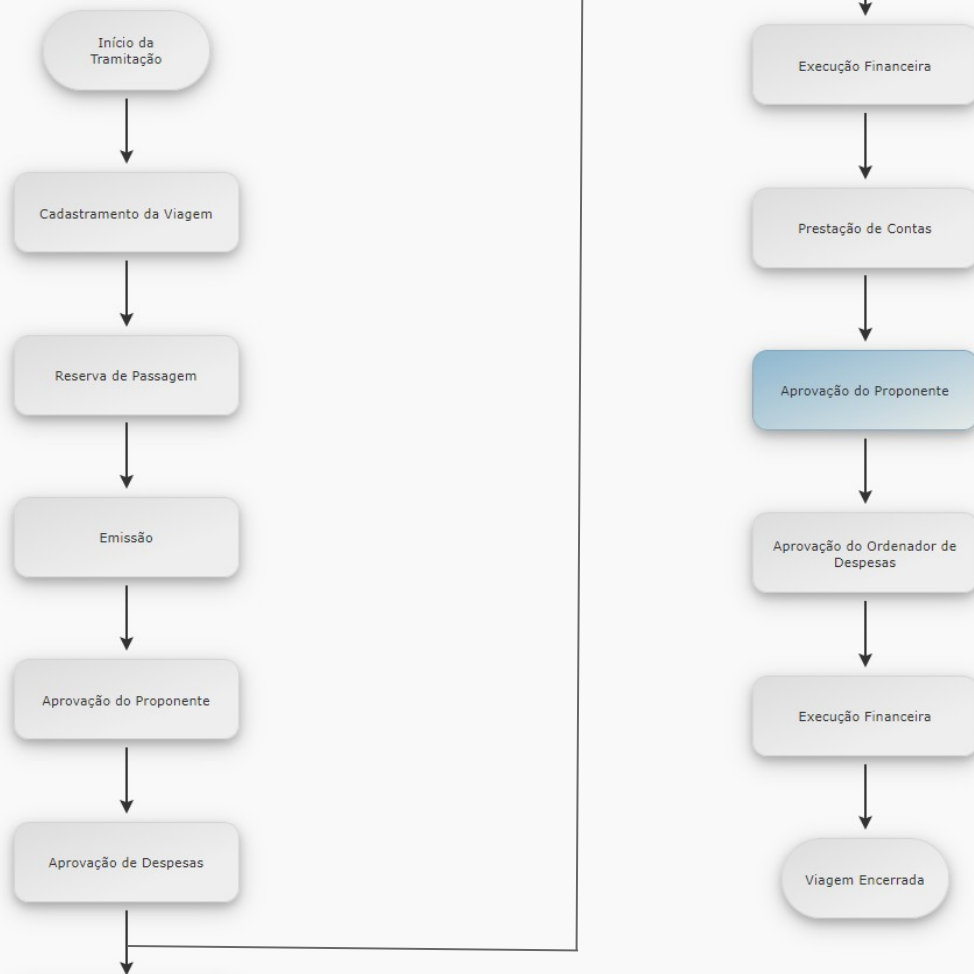 Início da
Tramitação
Cadastramento da Viagem
Reserva de Passagem
Emissão
Aprovação do Proponente
Aprovação de Despesas
Execução Financeira
Prestação de Contas
Aprovação do Proponente
Aprovação do Ordenador de
Despesas
Execução Financeira
Viagem Encerrada